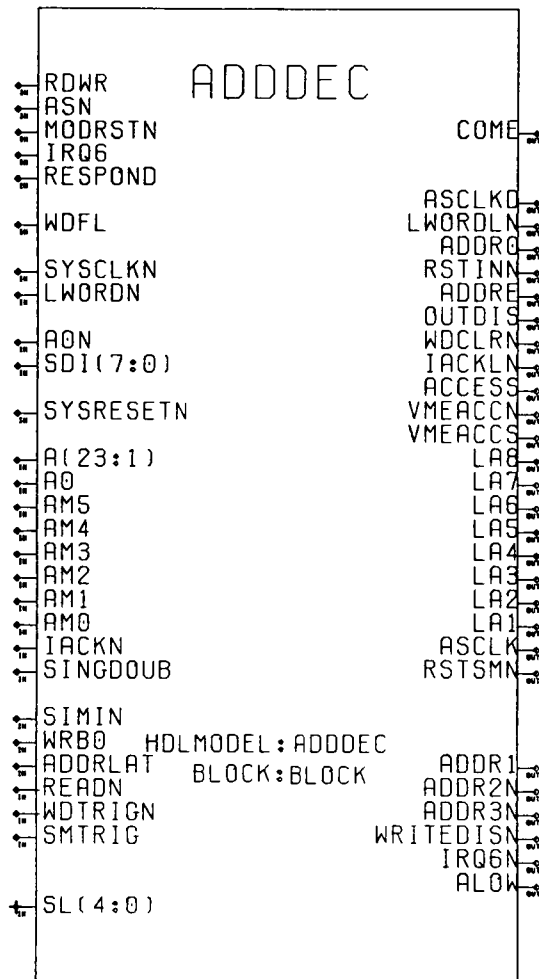 ADDDEC
RDWR
ASN
MODRSTN
IRQ6
RESPOND
WDFL
SYSCLKN
LWORDN
A0N
SDI(7:0)
SYSRESETN
A(23:1)
A0
AM5
AM4
AM3
AM2
AM1
AM0
IACKN
SINGDOUB
SIMIN
WRB0
ADDRLAT
READN
WDTRIGN
SMTRIG
SL(4:0)
HDLMODEL:ADDDEC
BLOCK:BLOCK
COME
ASCLKD
LWORDLN
ADDR0
RSTINN
ADDRE
OUTDIS
WDCLRN
IACKLN
ACCESS
VMEACCN
VMEACCS
LA8
LA7
LA6
LA5
LA4
LA3
LA2
LA1
ASCLK
RSTSMN
ADDR1
ADDR2N
ADDR3N
WRITEDISN
IRQ6N
ALOW